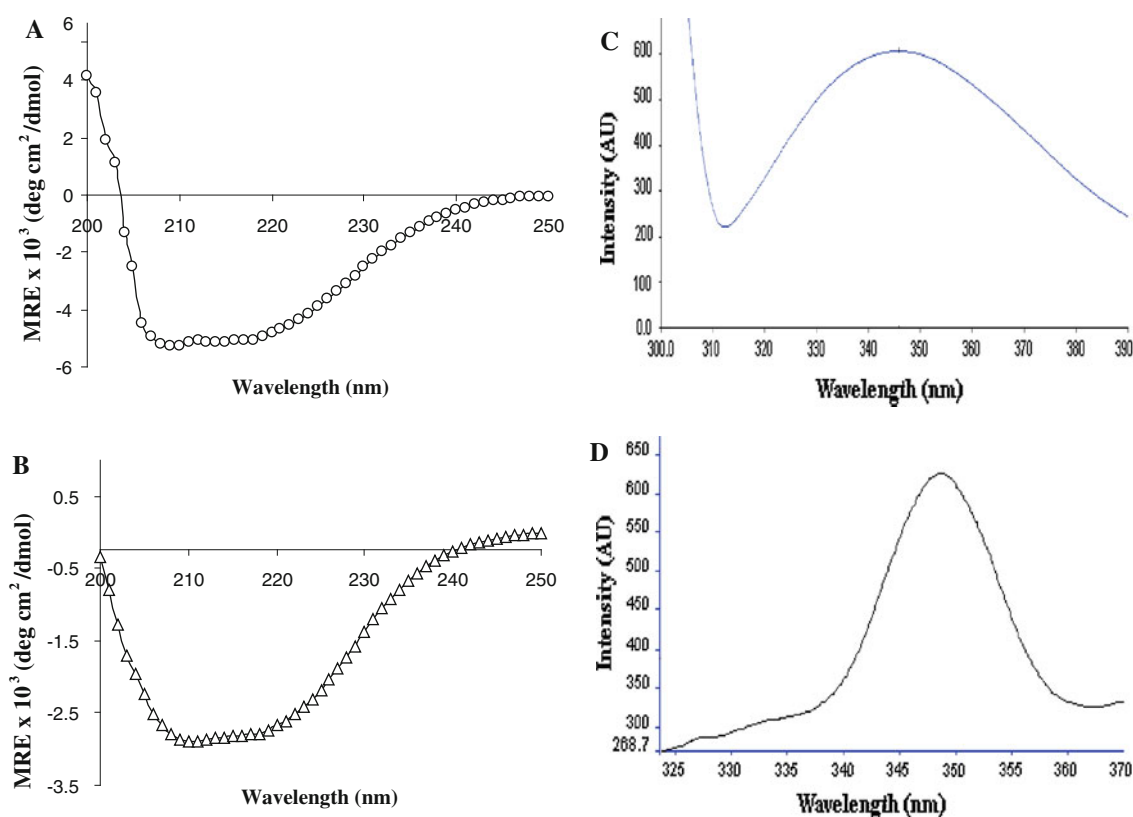 A
MRE x 10³ (deg cm²/dmol)
6
4
2
0
-2
-4
-6
200 210 220 230 240 250
Wavelength (nm)
B
MRE x 10³ (deg cm²/dmol)
0.5
-0.5
-1.5
-2.5
-3.5
200 210 220 230 240 250
Wavelength (nm)
C
Intensity (AU)
600
500
400
300
200
100
0.0
300.0 310 320 330 340 350 360 370 380 390
Wavelength (nm)
D
Intensity (AU)
650
600
550
500
450
400
350
300
268.7
325 330 335 340 345 350 355 360 365 370
Wavelength (nm)